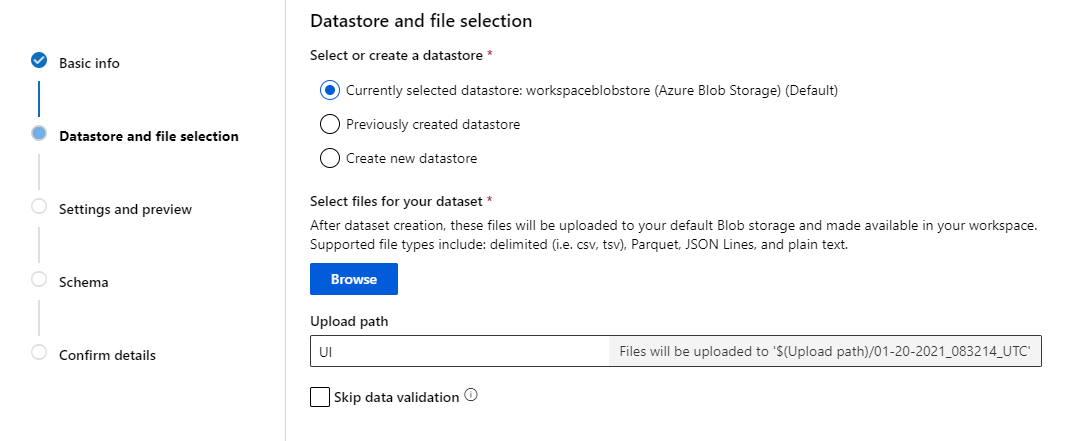 Basic info
Datastore and file selection
Settings and preview
Schema
Confirm details
Datastore and file selection
Select or create a datastore *
Currently selected datastore: workspaceblobstore (Azure Blob Storage) (Default)
Previously created datastore
Create new datastore
Select files for your dataset *
After dataset creation, these files will be uploaded to your default Blob storage and made available in your workspace.
Supported file types include: delimited (i.e. csv, tsv), Parquet, JSON Lines, and plain text.
Browse
Upload path
UI Files will be uploaded to '$(Upload path)/01-20-2021_083214_UTC'
Skip data validation